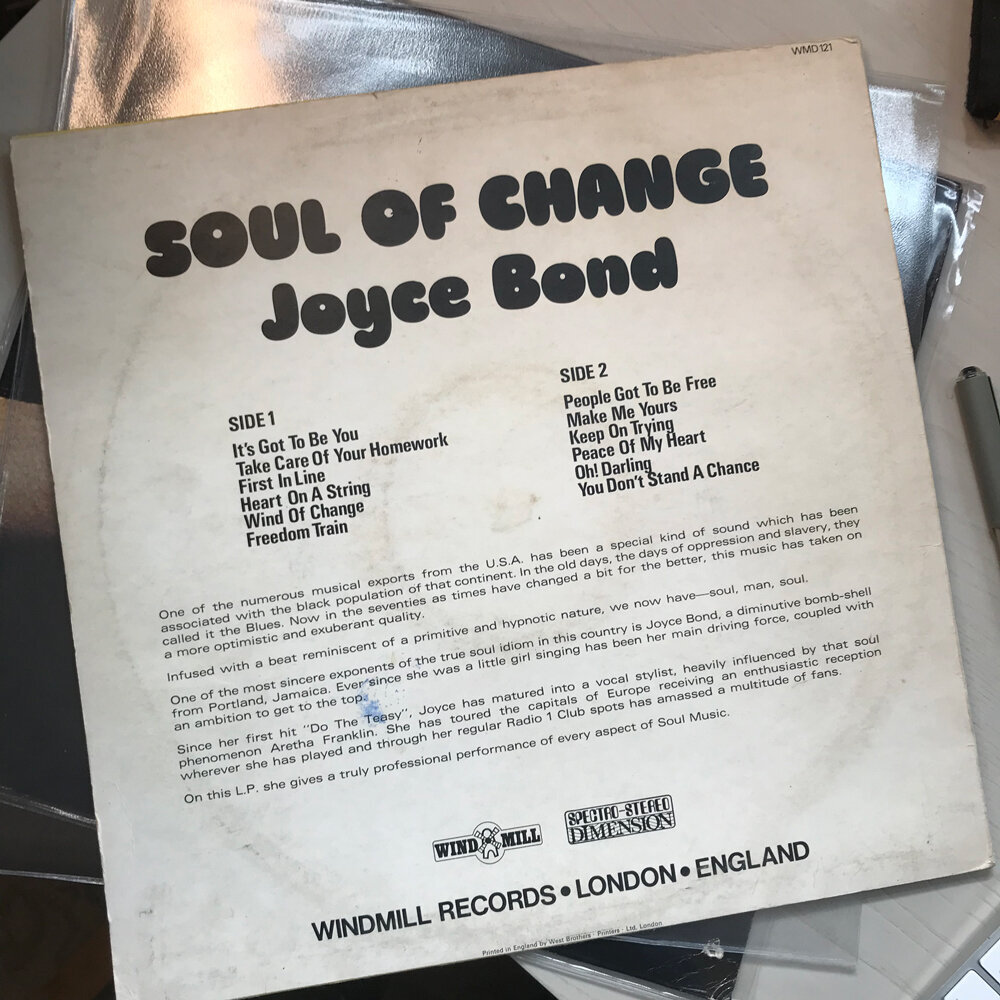 WMD 121
SOUL OF CHANGE
Joyce Bond
SIDE 1
It's Got To Be You
Take Care Of Your Homework
First In Line
Heart On A String
Wind Of Change
Freedom Train
SIDE 2
People Got To Be Free
Make Me Yours
Keep On Trying
Peace Of My Heart
Oh! Darling
You Don't Stand A Chance
One of the numerous musical exports from the U.S.A. has been a special kind of sound which has been
associated with the black population of that continent. In the old days, the days of oppression and slavery, they
called it the Blues. Now in the seventies as times have changed a bit for the better, this music has taken on
a more optimistic and exuberant quality.
Infused with a beat reminiscent of a primitive and hypnotic nature, we now have—soul, man, soul.
One of the most sincere exponents of the true soul idiom in this country is Joyce Bond, a diminutive bomb-shell
from Portland, Jamaica. Ever since she was a little girl singing has been her main driving force, coupled with
an ambition to get to the top.
Since her first hit "Do The Teasy", Joyce has matured into a vocal stylist, heavily influenced by that soul
phenomenon Aretha Franklin. She has toured the capitals of Europe receiving an enthusiastic reception
wherever she has played and through her regular Radio 1 Club spots has amassed a multitude of fans.
On this L.P. she gives a truly professional performance of every aspect of Soul Music.
WIND MILL
SPECTRO-STEREO
DIMENSION
WINDMILL RECORDS • LONDON • ENGLAND
Printed in England by West Brothers · Printers · Ltd. London